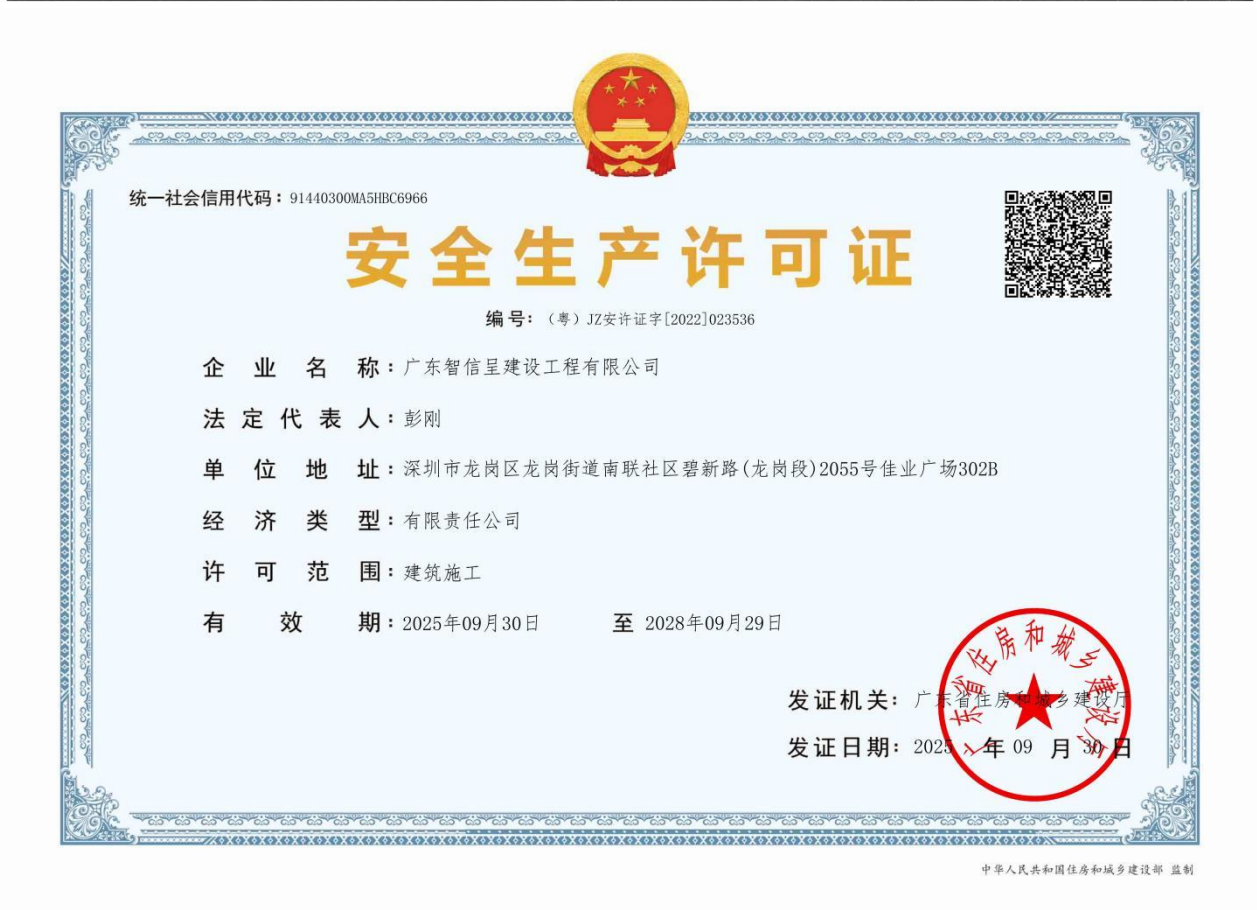 统一社会信用代码：91440300MA5HBC6966
安全生产许可证
编号：（粤）JZ安许证字[2022]023536
企业名称：广东智信呈建设工程有限公司
法定代表人：彭刚
单位地址：深圳市龙岗区龙岗街道南联社区碧新路(龙岗段)2055号佳业广场302B
经济类型：有限责任公司
许可范围：建筑施工
有效期：2025年09月30日 至 2028年09月29日
广东省住房和城乡建设厅
发证机关：广东省住房和城乡建设厅
发证日期：2025年09月30日
中华人民共和国住房和城乡建设部 监制